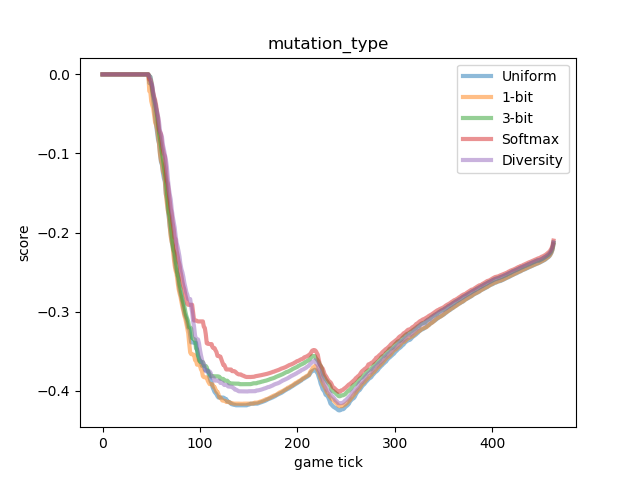 mutation_type
0.0
−0.1
−0.2
−0.3
−0.4
score
0
100
200
300
400
game tick
Uniform
1-bit
3-bit
Softmax
Diversity